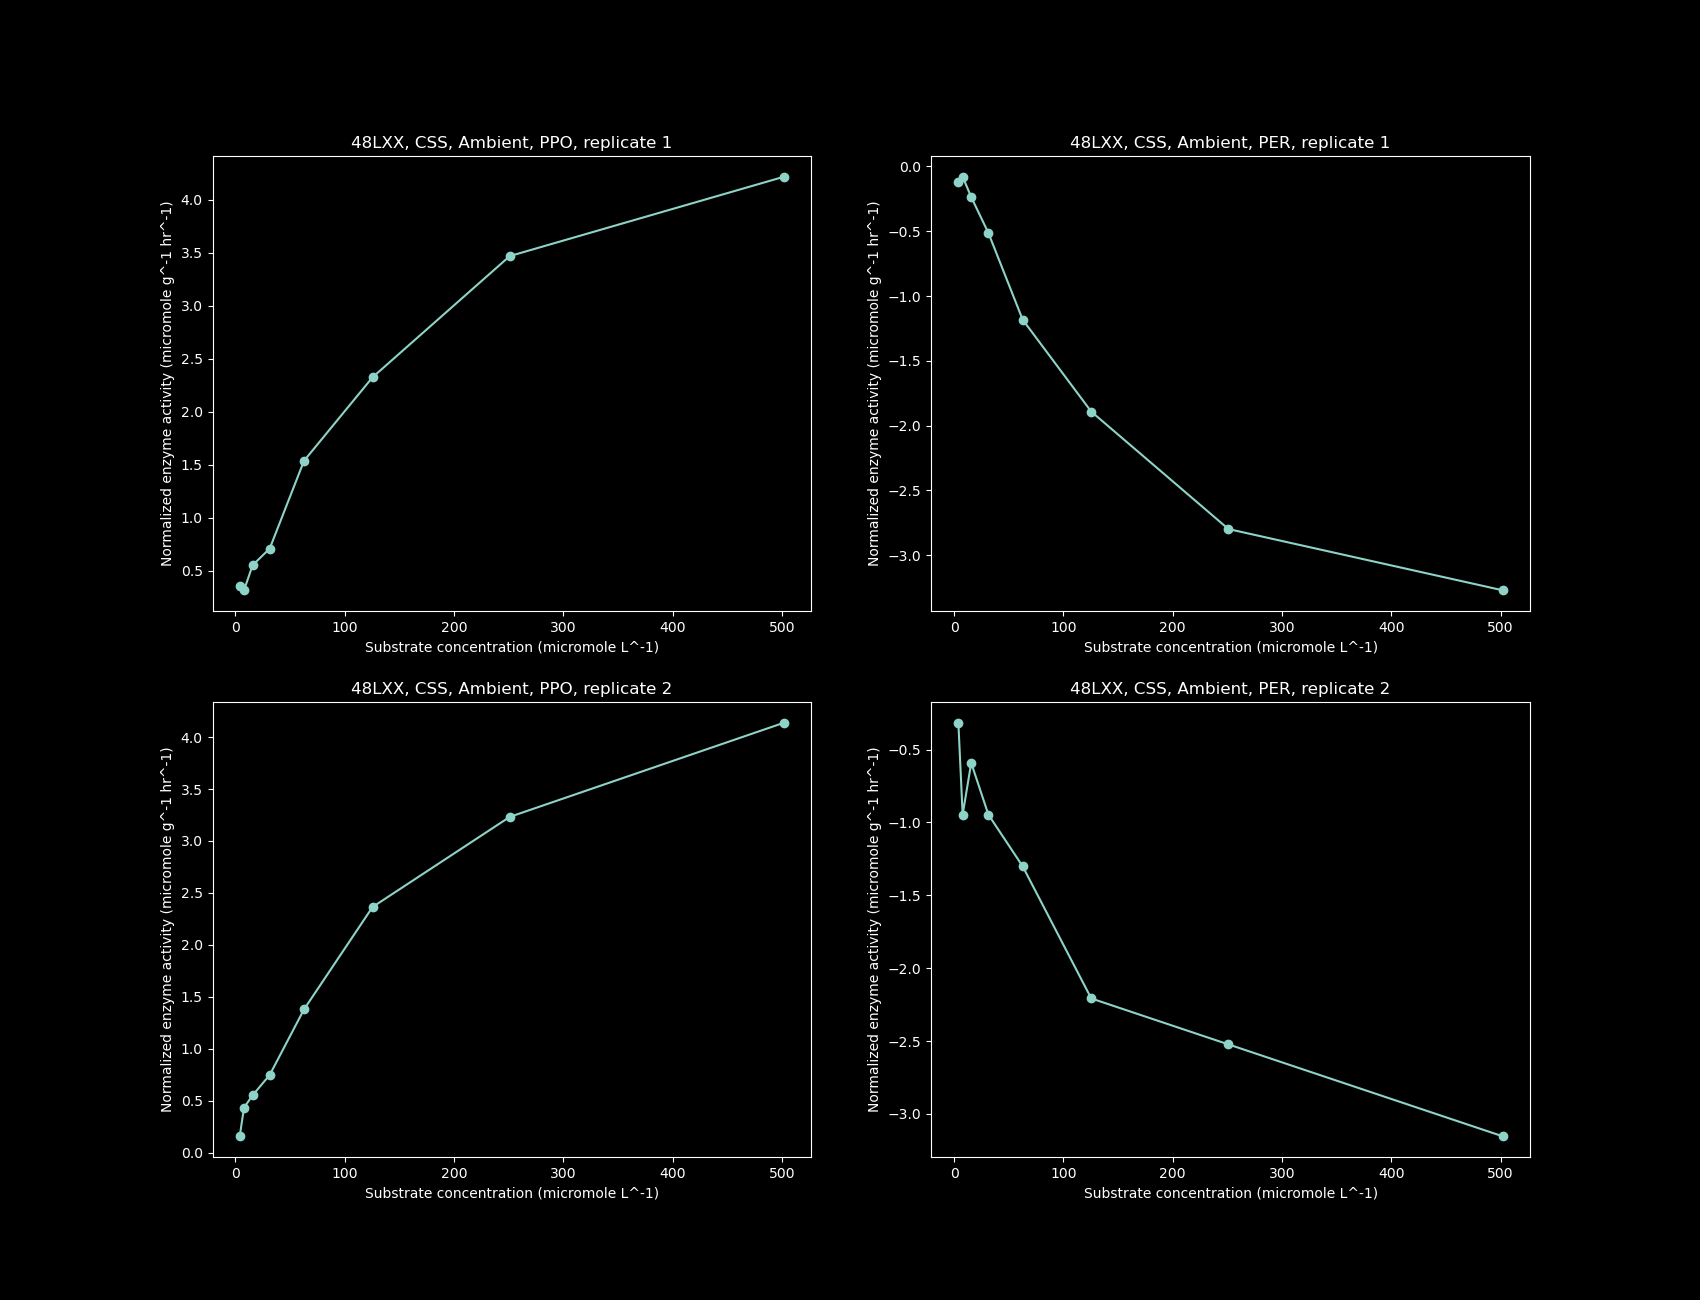 48LXX, CSS, Ambient, PPO, replicate 1
Normalized enzyme activity (micromole g^-1 hr^-1)
4.0
3.5
3.0
2.5
2.0
1.5
1.0
0.5
0 100 200 300 400 500
Substrate concentration (micromole L^-1)
48LXX, CSS, Ambient, PER, replicate 1
Normalized enzyme activity (micromole g^-1 hr^-1)
0.0
−0.5
−1.0
−1.5
−2.0
−2.5
−3.0
0 100 200 300 400 500
Substrate concentration (micromole L^-1)
48LXX, CSS, Ambient, PPO, replicate 2
Normalized enzyme activity (micromole g^-1 hr^-1)
4.0
3.5
3.0
2.5
2.0
1.5
1.0
0.5
0.0
0 100 200 300 400 500
Substrate concentration (micromole L^-1)
48LXX, CSS, Ambient, PER, replicate 2
Normalized enzyme activity (micromole g^-1 hr^-1)
−0.5
−1.0
−1.5
−2.0
−2.5
−3.0
0 100 200 300 400 500
Substrate concentration (micromole L^-1)